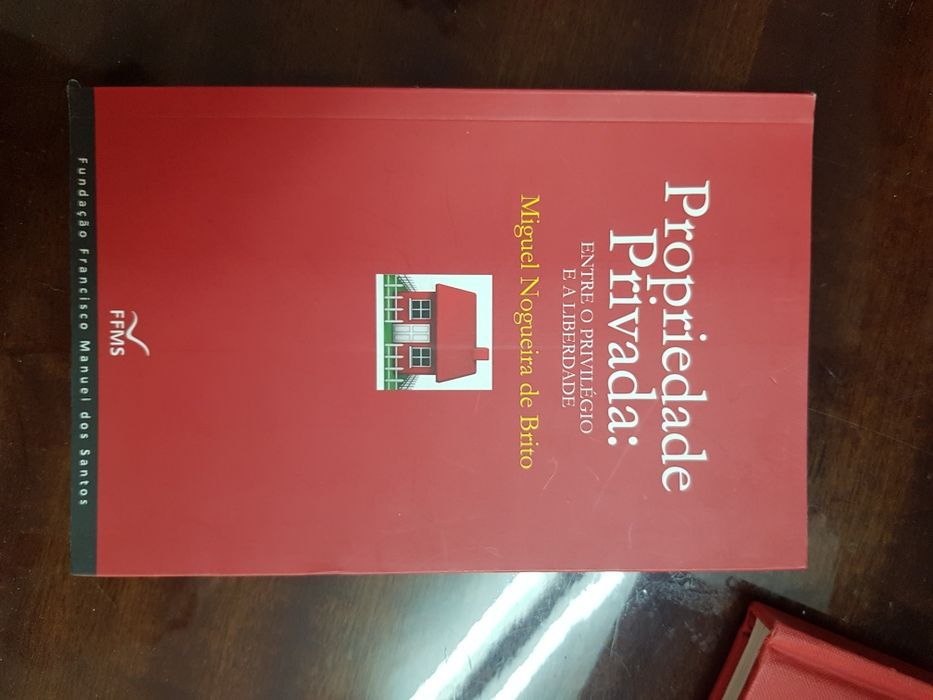 Propriedade
Privada:
ENTRE O PRIVILÉGIO
E A LIBERDADE
Miguel Nogueira de Brito
FFMS
Fundação Francisco Manuel dos Santos